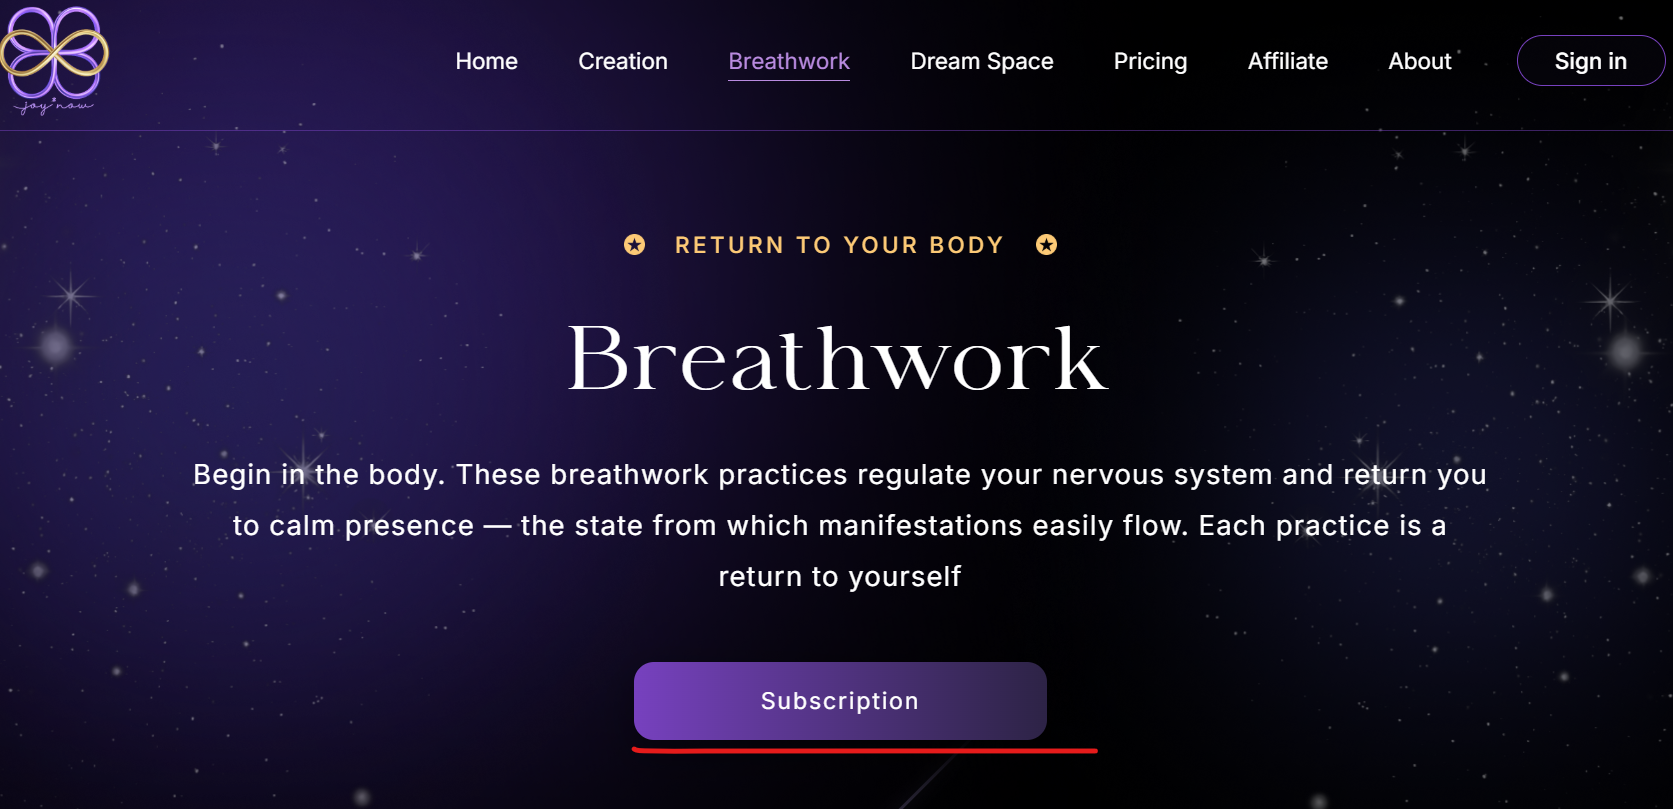 joy now
Home Creation Breathwork Dream Space Pricing Affiliate About Sign in
RETURN TO YOUR BODY
Breathwork
Begin in the body. These breathwork practices regulate your nervous system and return you
to calm presence — the state from which manifestations easily flow. Each practice is a
return to yourself
Subscription